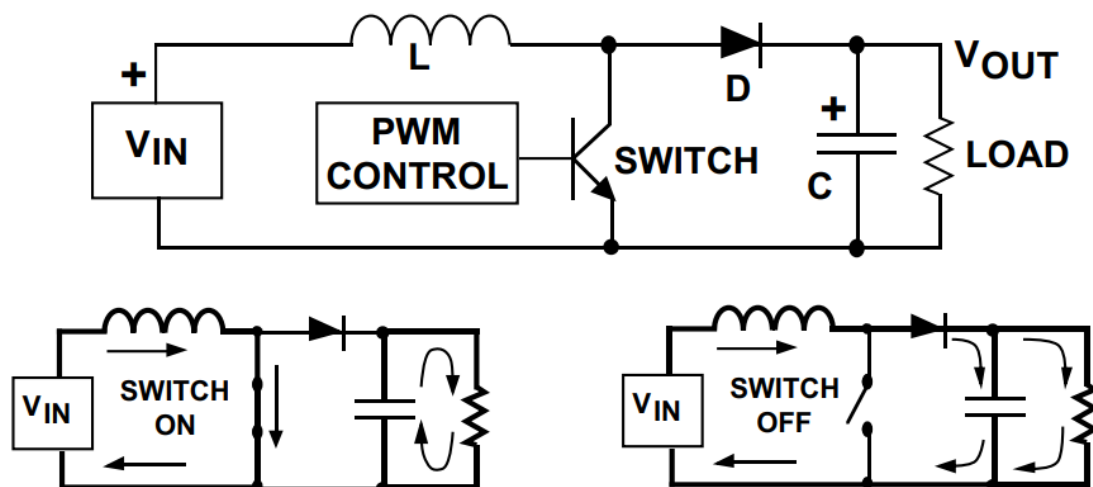 L
+
VIN
PWM
CONTROL
SWITCH
D
+
C
VOUT
LOAD
VIN
SWITCH
ON
VIN
SWITCH
OFF